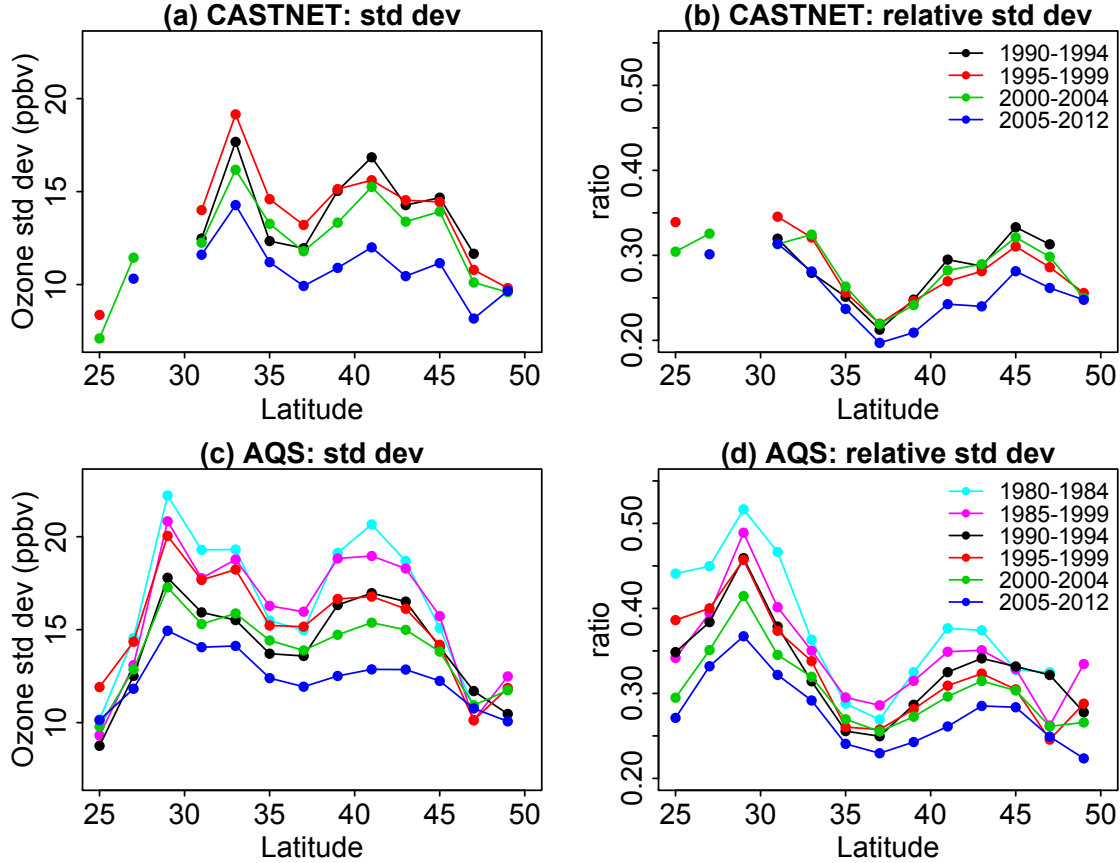 (a) CASTNET: std dev
Ozone std dev (ppbv)
20
15
10
25 30 35 40 45 50
Latitude
(b) CASTNET: relative std dev
ratio
0.50
0.40
0.30
0.20
1990-1994
1995-1999
2000-2004
2005-2012
25 30 35 40 45 50
Latitude
(c) AQS: std dev
Ozone std dev (ppbv)
20
15
10
25 30 35 40 45 50
Latitude
(d) AQS: relative std dev
ratio
0.50
0.40
0.30
0.20
1980-1984
1985-1999
1990-1994
1995-1999
2000-2004
2005-2012
25 30 35 40 45 50
Latitude